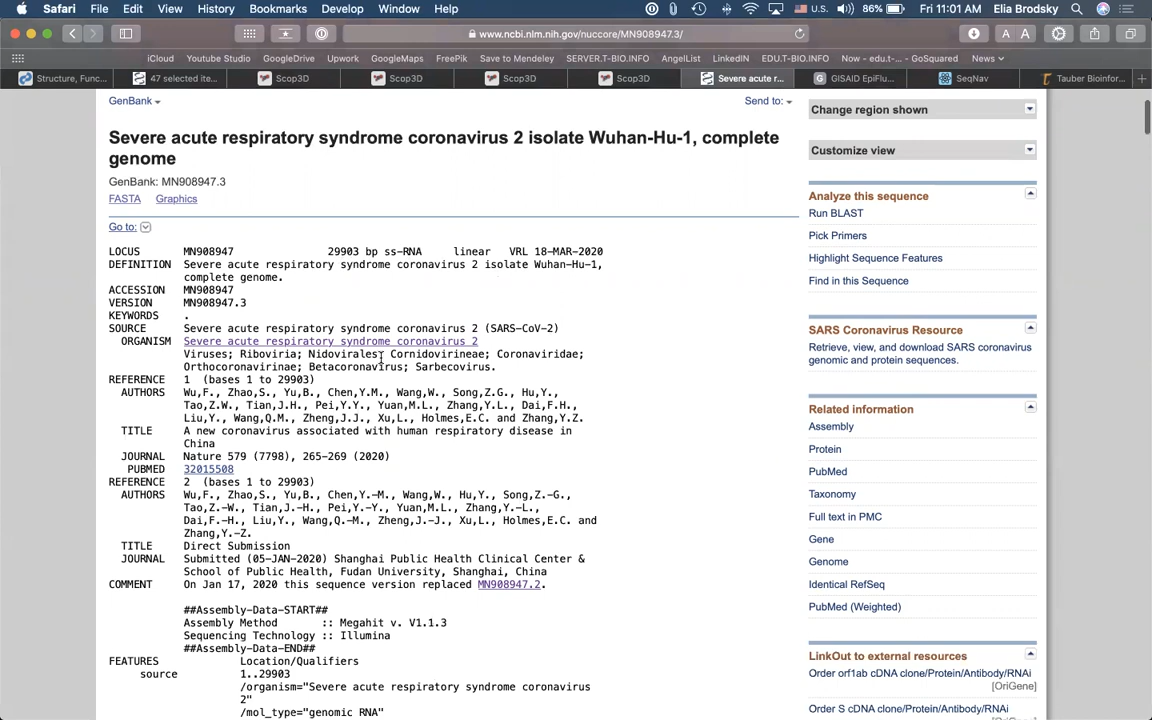 Safari File Edit View History Bookmarks Develop Window Help U.S. 86% Fri 11:01 AM Elia Brodsky
www.ncbi.nlm.nih.gov/nuccore/MN908947.3/ A A
iCloud Youtube Studio GoogleDrive Upwork GoogleMaps FreePik Save to Mendeley SERVER.T-BIO.INFO AngelList LinkedIN EDU.T-BIO.INFO Now - edu.t-... - GoSquared News
Structure, Func... 47 selected ite... Scop3D Scop3D Scop3D Scop3D Severe acute r... GISAID EpiFlu... SeqNav Tauber Bioinfor...
GenBank
Send to:
Severe acute respiratory syndrome coronavirus 2 isolate Wuhan-Hu-1, complete
genome
GenBank: MN908947.3
FASTA Graphics
Go to:
LOCUS MN908947 29903 bp ss-RNA linear VRL 18-MAR-2020
DEFINITION Severe acute respiratory syndrome coronavirus 2 isolate Wuhan-Hu-1,
complete genome.
ACCESSION MN908947
VERSION MN908947.3
KEYWORDS .
SOURCE Severe acute respiratory syndrome coronavirus 2 (SARS-CoV-2)
ORGANISM Severe acute respiratory syndrome coronavirus 2
Viruses; Riboviria; Nidovirales; Cornidovirineae; Coronaviridae;
Orthocoronavirinae; Betacoronavirus; Sarbecovirus.
REFERENCE 1 (bases 1 to 29903)
AUTHORS Wu,F., Zhao,S., Yu,B., Chen,Y.M., Wang,W., Song,Z.G., Hu,Y.,
Tao,Z.W., Tian,J.H., Pei,Y.Y., Yuan,M.L., Zhang,Y.L., Dai,F.H.,
Liu,Y., Wang,Q.M., Zheng,J.J., Xu,L., Holmes,E.C. and Zhang,Y.Z.
TITLE A new coronavirus associated with human respiratory disease in
China
JOURNAL Nature 579 (7798), 265-269 (2020)
PUBMED 32015508
REFERENCE 2 (bases 1 to 29903)
AUTHORS Wu,F., Zhao,S., Yu,B., Chen,Y.-M., Wang,W., Hu,Y., Song,Z.-G.,
Tao,Z.-W., Tian,J.-H., Pei,Y.-Y., Yuan,M.L., Zhang,Y.-L.,
Dai,F.-H., Liu,Y., Wang,Q.-M., Zheng,J.-J., Xu,L., Holmes,E.C. and
Zhang,Y.-Z.
TITLE Direct Submission
JOURNAL Submitted (05-JAN-2020) Shanghai Public Health Clinical Center &
School of Public Health, Fudan University, Shanghai, China
COMMENT On Jan 17, 2020 this sequence version replaced MN908947.2.
##Assembly-Data-START##
Assembly Method :: Megahit v. V1.1.3
Sequencing Technology :: Illumina
##Assembly-Data-END##
FEATURES Location/Qualifiers
source 1..29903
/organism="Severe acute respiratory syndrome coronavirus
2"
/mol_type="genomic RNA"
Change region shown
Customize view
Analyze this sequence
Run BLAST
Pick Primers
Highlight Sequence Features
Find in this Sequence
SARS Coronavirus Resource
Retrieve, view, and download SARS coronavirus
genomic and protein sequences.
Related information
Assembly
Protein
PubMed
Taxonomy
Full text in PMC
Gene
Genome
Identical RefSeq
PubMed (Weighted)
LinkOut to external resources
Order orf1ab cDNA clone/Protein/Antibody/RNAi
[OriGene]
Order S cDNA clone/Protein/Antibody/RNAi